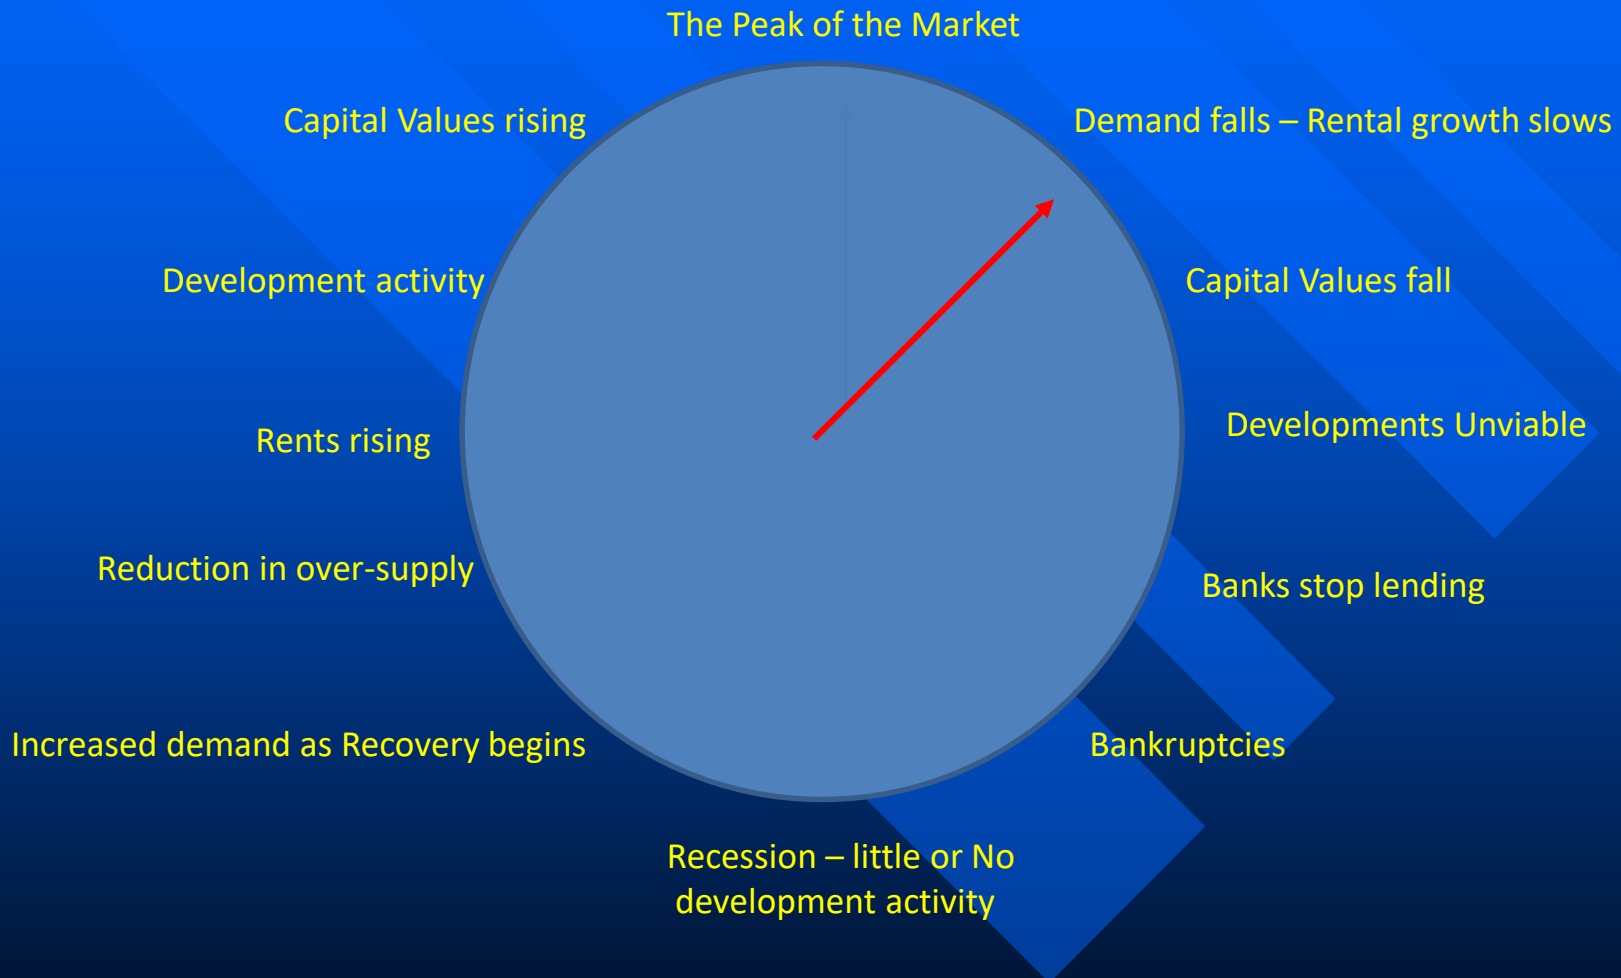 The Peak of the Market
Capital Values rising
Demand falls – Rental growth slows
Development activity
Capital Values fall
Rents rising
Developments Unviable
Reduction in over-supply
Banks stop lending
Increased demand as Recovery begins
Bankruptcies
Recession – little or No
development activity